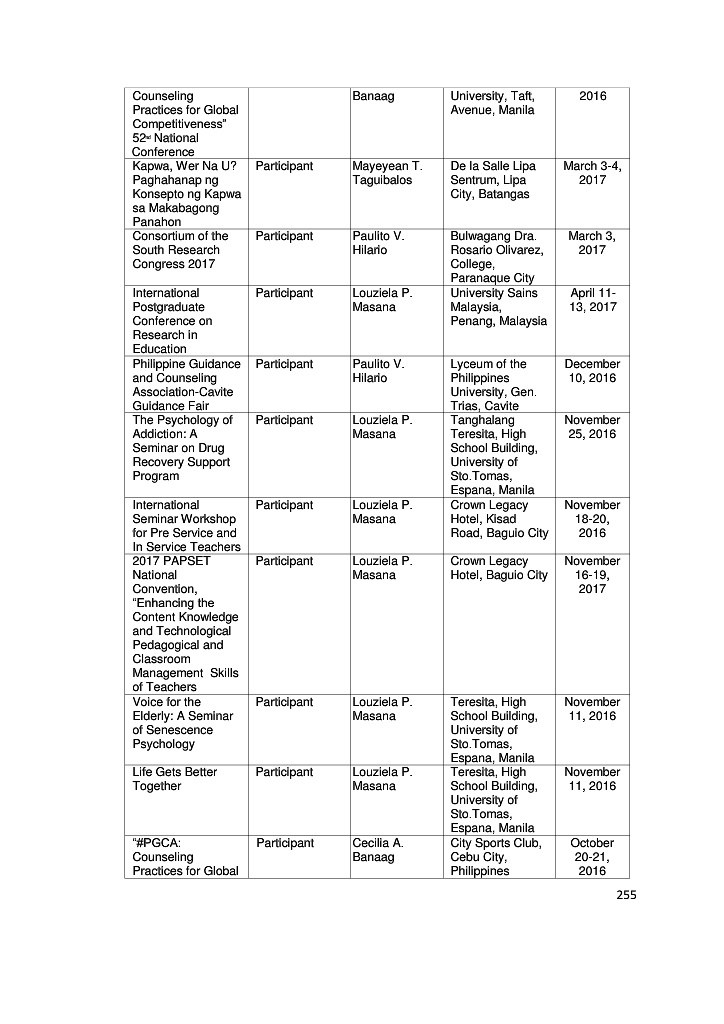 Counseling Banaag University, Taft, 2016
Practices for Global Avenue, Manila
Competitiveness"
52nd National
Conference
Kapwa, Wer Na U? Participant Mayeyean T. De la Salle Lipa March 3-4,
Paghahanap ng Taguibalos Sentrum, Lipa 2017
Konsepto ng Kapwa City, Batangas
sa Makabagong
Panahon
Consortium of the Participant Paulito V. Bulwagang Dra. March 3,
South Research Hilario Rosario Olivarez, 2017
Congress 2017 College,
Paranaque City
International Participant Louziela P. University Sains April 11-
Postgraduate Masana Malaysia, 13, 2017
Conference on Penang, Malaysia
Research in
Education
Philippine Guidance Participant Paulito V. Lyceum of the December
and Counseling Hilario Philippines 10, 2016
Association-Cavite University, Gen.
Guidance Fair Trias, Cavite
The Psychology of Participant Louziela P. Tanghalang November
Addiction: A Masana Teresita, High 25, 2016
Seminar on Drug School Building,
Recovery Support University of
Program Sto.Tomas,
Espana, Manila
International Participant Louziela P. Crown Legacy November
Seminar Workshop Masana Hotel, Kisad 18-20,
for Pre Service and Road, Baguio City 2016
In Service Teachers
2017 PAPSET Participant Louziela P. Crown Legacy November
National Masana Hotel, Baguio City 16-19,
Convention, 2017
"Enhancing the
Content Knowledge
and Technological
Pedagogical and
Classroom
Management Skills
of Teachers
Voice for the Participant Louziela P. Teresita, High November
Elderly: A Seminar Masana School Building, 11, 2016
of Senescence University of
Psychology Sto.Tomas,
Espana, Manila
Life Gets Better Participant Louziela P. Teresita, High November
Together Masana School Building, 11, 2016
University of
Sto.Tomas,
Espana, Manila
"#PGCA: Participant Cecilia A. City Sports Club, October
Counseling Banaag Cebu City, 20-21,
Practices for Global Philippines 2016
255